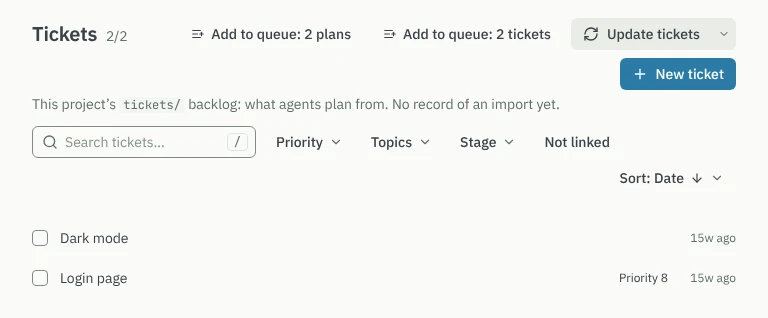 Tickets 2/2 Add to queue: 2 plans Add to queue: 2 tickets Update tickets
New ticket
This project’s tickets/ backlog: what agents plan from. No record of an import yet.
Search tickets... / Priority Topics Stage Not linked
Sort: Date
Dark mode 15w ago
Login page Priority 8 15w ago